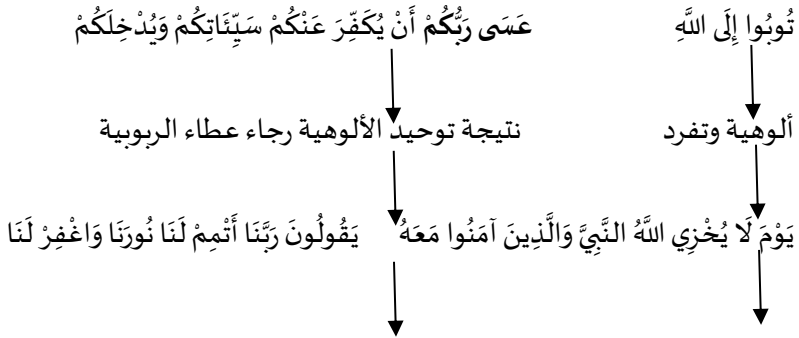 تُوبُوا إِلَى اللَّهِ عَسَى رَبُّكُمْ أَنْ يُكَفِّرَ عَنْكُمْ سَيِّئَاتِكُمْ وَيُدْخِلَكُمْ
ألوهية وتفرد نتيجة توحيد الألوهية رجاء عطاء الربوبية
يَوْمَ لَا يُخْزِي اللَّهُ النَّبِيَّ وَالَّذِينَ آمَنُوا مَعَهُ يَقُولُونَ رَبَّنَا أَتْمِمْ لَنَا نُورَنَا وَاغْفِرْ لَنَا